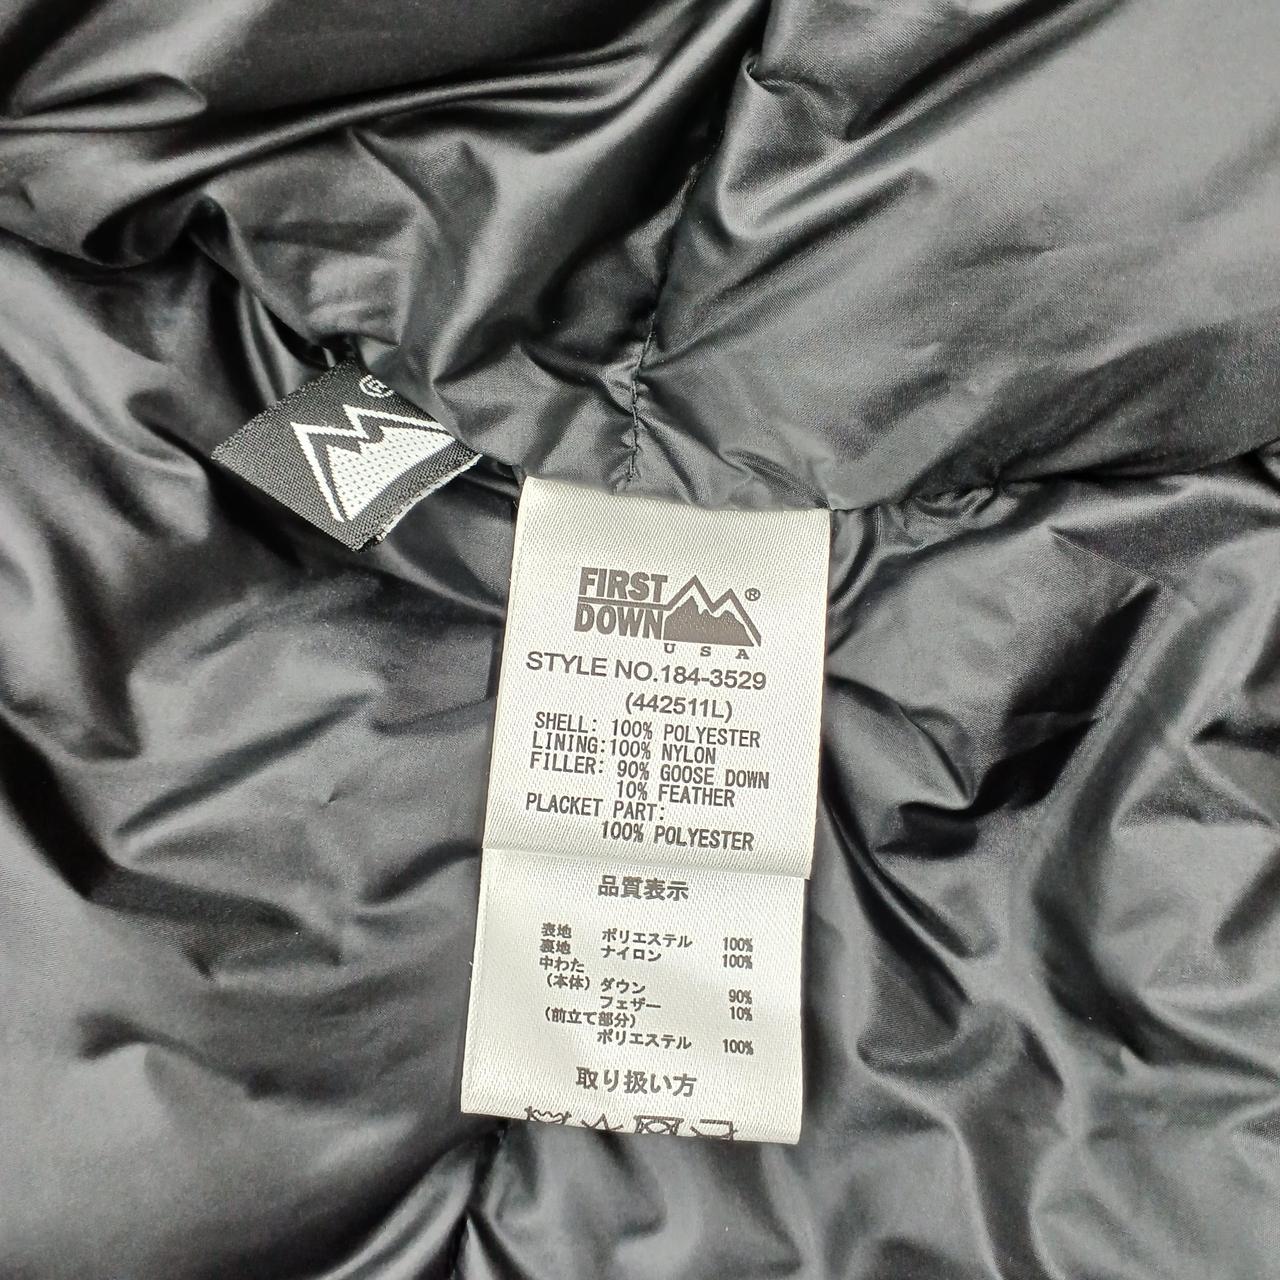 ®
FIRST
DOWN ®
USA
STYLE NO.184-3529
(442511L)
SHELL: 100% POLYESTER
LINING:100% NYLON
FILLER: 90% GOOSE DOWN
10% FEATHER
PLACKET PART:
100% POLYESTER
品質表示
表地 ポリエステル 100%
裏地 ナイロン 100%
中わた
(本体) ダウン 90%
フェザー 10%
(前立て部分)
ポリエステル 100%
取り扱い方